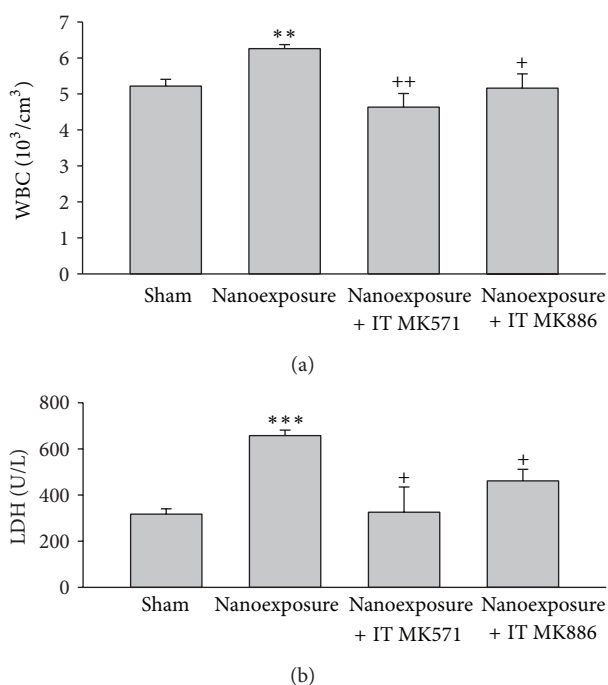 7
6
5
4
3
2
1
0
WBC (10³/cm³)
**
++
+
Sham
Nanoexposure
Nanoexposure
+ IT MK571
Nanoexposure
+ IT MK886
(a)
800
600
400
200
0
LDH (U/L)
***
+
+
Sham
Nanoexposure
Nanoexposure
+ IT MK571
Nanoexposure
+ IT MK886
(b)